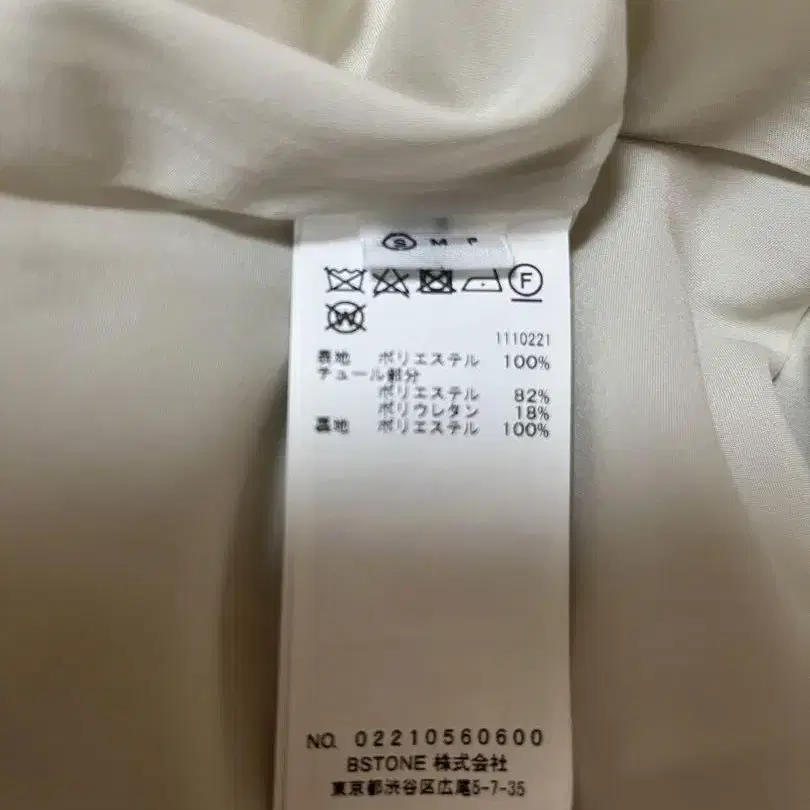 S M F
F
W
1110221
表地 ポリエステル 100%
チュール部分
ポリエステル 82%
ポリウレタン 18%
裏地 ポリエステル 100%
NO. 02210560600
BSTONE 株式会社
東京都渋谷区広尾5-7-35